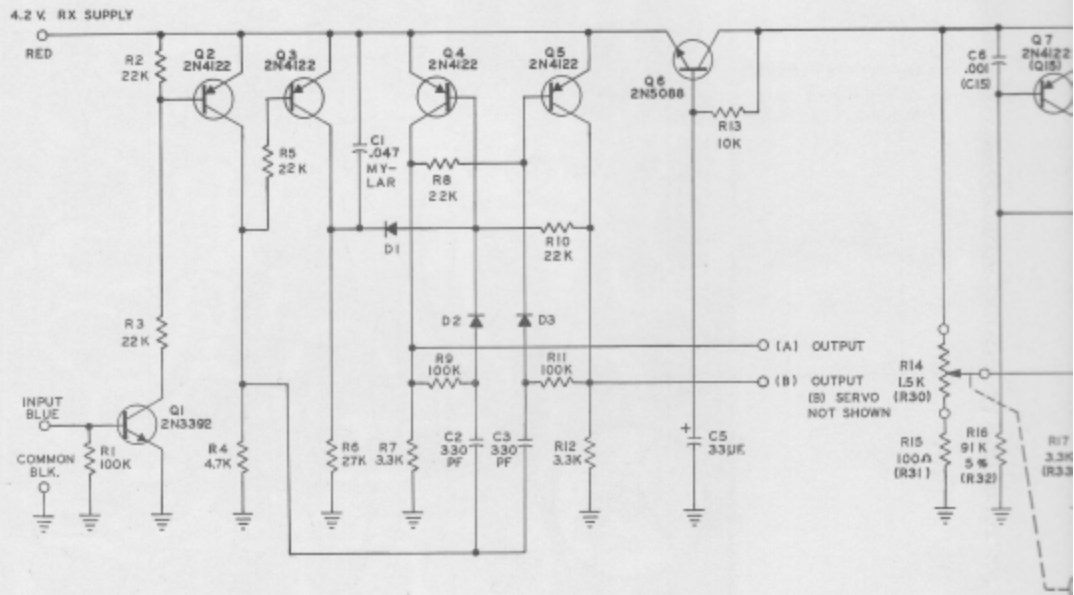 4.2 V. RX SUPPLY
RED
R2
22K
Q2
2N4122
Q3
2N4122
Q4
2N4122
Q5
2N4122
Q6
2N5088
C6
.001
(C15)
Q7
2N4122
(Q15)
R5
22K
C1
.047
MY-
LAR
R8
22K
R13
10K
D1
R10
22K
R3
22K
D2
D3
(A) OUTPUT
(B) OUTPUT
(B) SERVO
NOT SHOWN
R9
100K
R11
100K
R14
1.5K
(R30)
INPUT
BLUE
Q1
2N3392
COMMON
BLK.
R1
100K
R4
4.7K
R6
27K
R7
3.3K
C2
330
PF
C3
330
PF
R12
3.3K
+
C5
33UF
R15
100Ω
(R31)
R16
91K
5%
(R32)
R17
3.3K
(R33